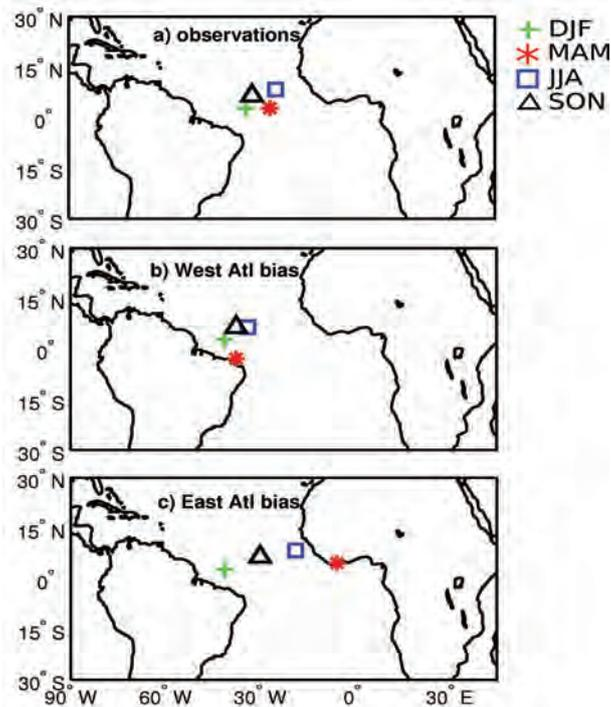 30° N
a) observations
15° N
0°
15° S
30° S
DJF
MAM
JJA
SON
30° N
b) West Atl bias
15° N
0°
15° S
30° S
30° N
c) East Atl bias
15° N
0°
15° S
30° S
90° W 60° W 30° W 0° 30° E